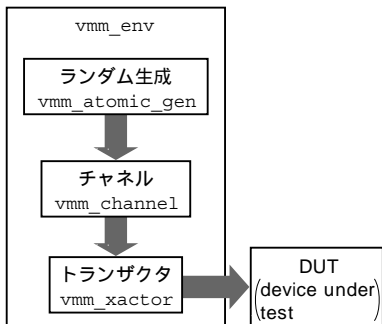 vmm_env
ランダム生成
vmm_atomic_gen
チャネル
vmm_channel
トランザクタ
vmm_xactor
DUT
(device under
test)